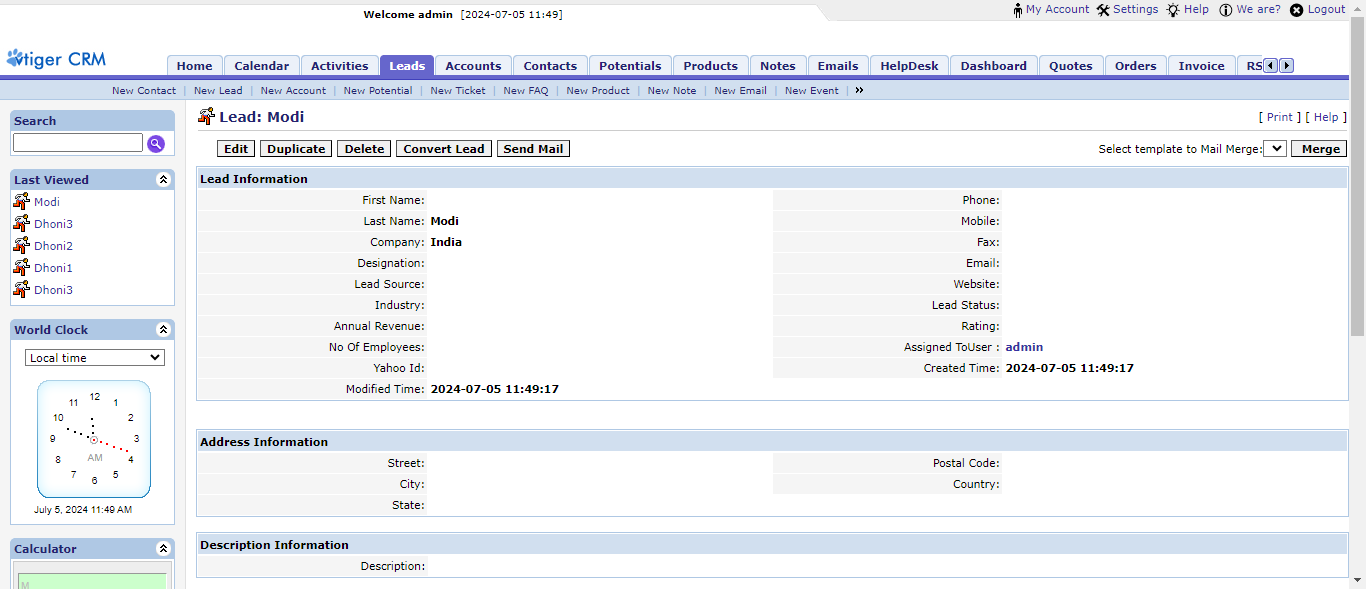 Welcome admin [2024-07-05 11:49]
My Account Settings Help We are? Logout
vtiger CRM
Home Calendar Activities Leads Accounts Contacts Potentials Products Notes Emails HelpDesk Dashboard Quotes Orders Invoice RS
New Contact | New Lead | New Account | New Potential | New Ticket | New FAQ | New Product | New Note | New Email | New Event | »
Search
Last Viewed
Modi
Dhoni3
Dhoni2
Dhoni1
Dhoni3
World Clock
Local time
12
11 1
10 2
9 3
AM
8 4
7 5
6
July 5, 2024 11:49 AM
Calculator
M
Lead: Modi
[ Print ] [ Help ]
Edit Duplicate Delete Convert Lead Send Mail
Select template to Mail Merge: Merge
Lead Information
First Name: Phone:
Last Name: Modi Mobile:
Company: India Fax:
Designation: Email:
Lead Source: Website:
Industry: Lead Status:
Annual Revenue: Rating:
No Of Employees: Assigned ToUser : admin
Yahoo Id: Created Time: 2024-07-05 11:49:17
Modified Time: 2024-07-05 11:49:17
Address Information
Street: Postal Code:
City: Country:
State:
Description Information
Description: